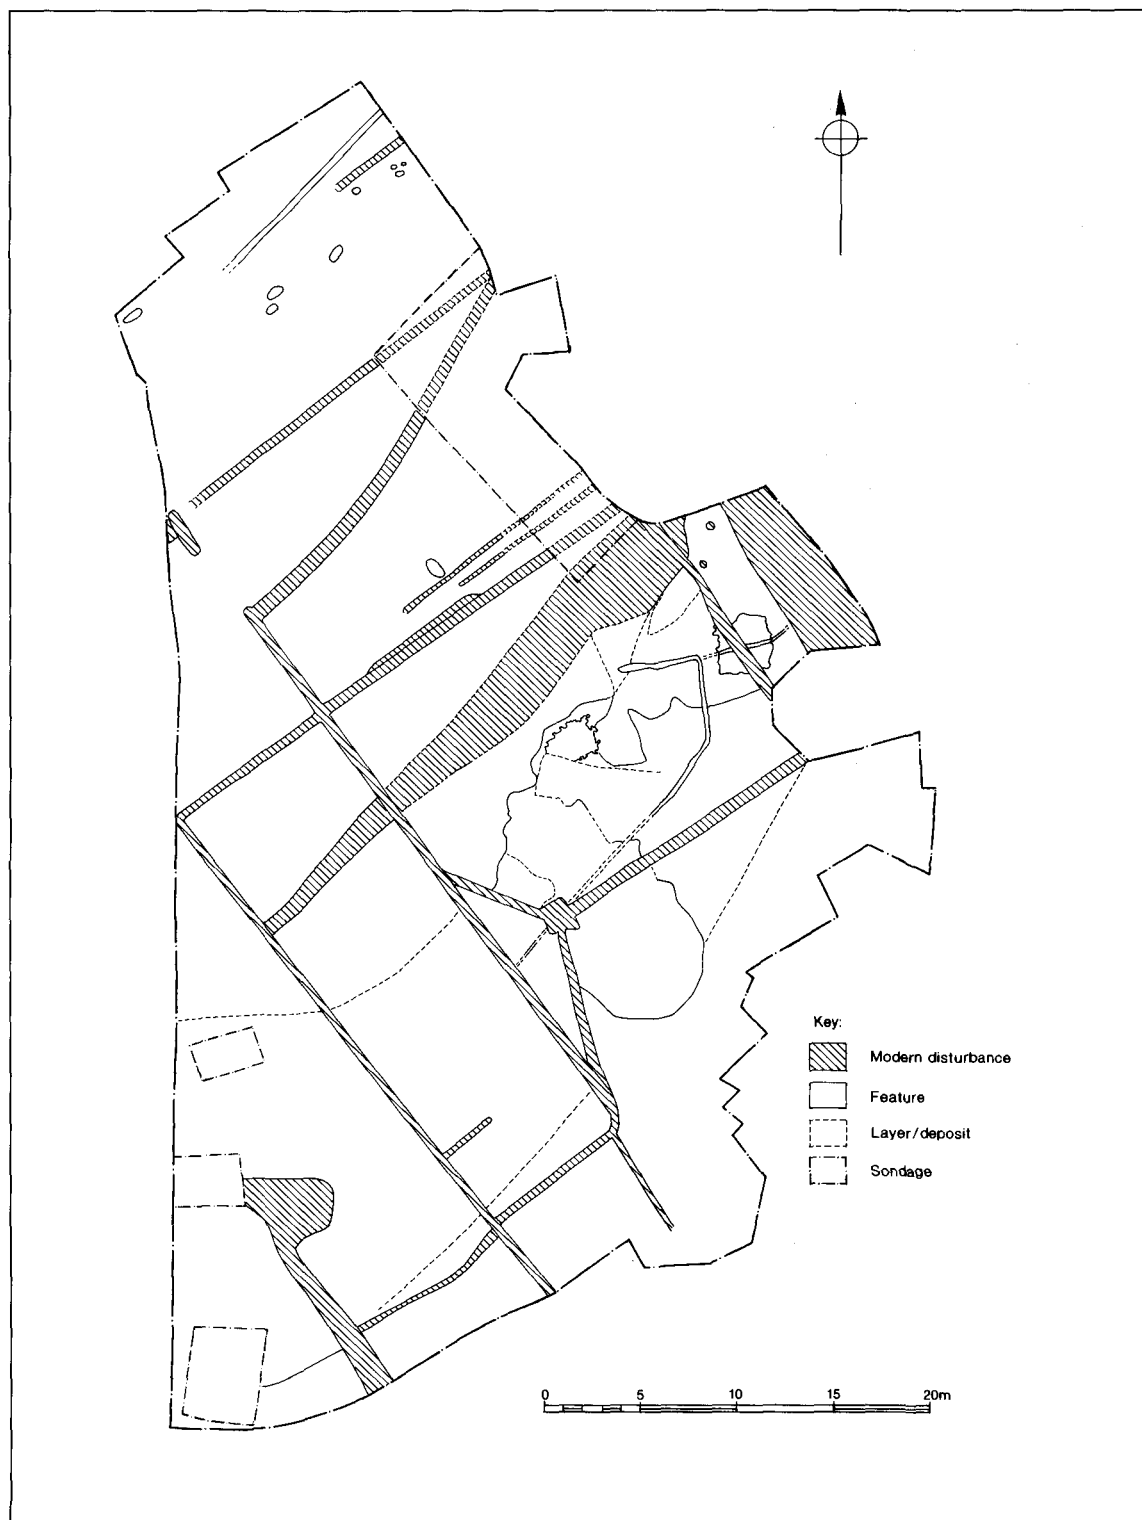 Key:
Modern disturbance
Feature
Layer/deposit
Sondage
0 5 10 15 20m